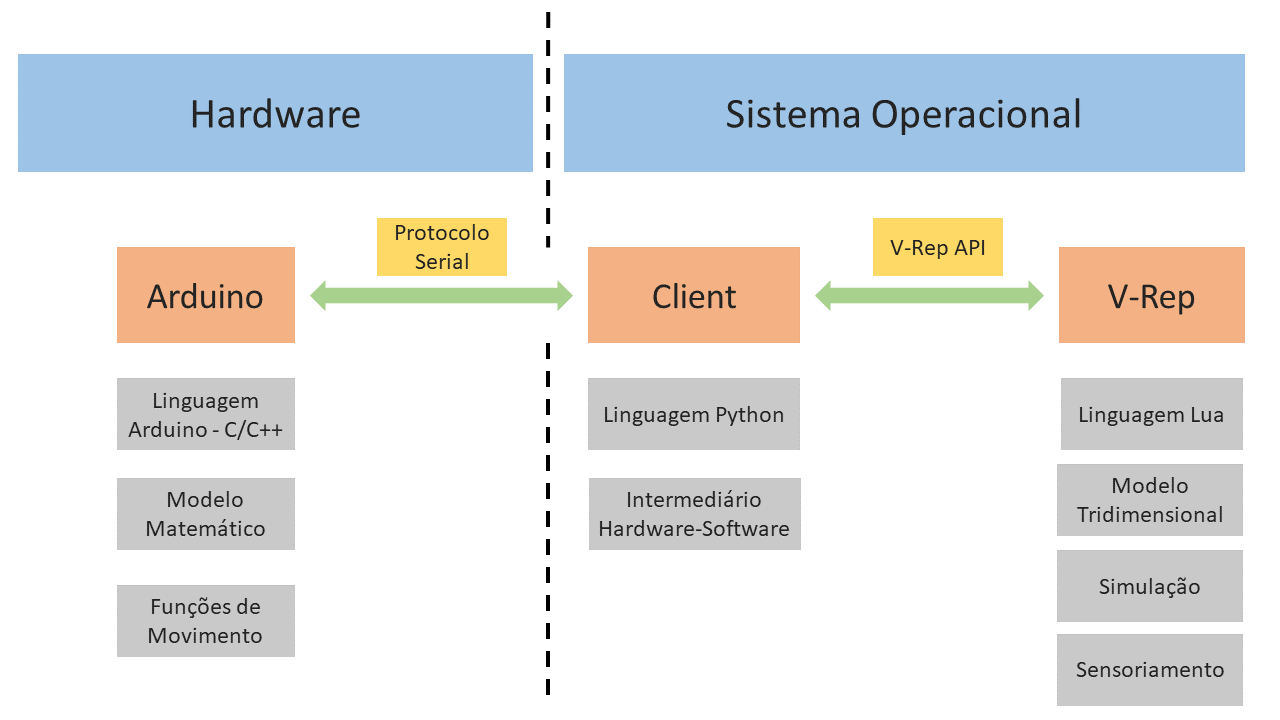 Hardware
Sistema Operacional
Protocolo
Serial
V-Rep API
Arduino
Client
V-Rep
Linguagem
Arduino - C/C++
Linguagem Python
Linguagem Lua
Modelo
Matemático
Intermediário
Hardware-Software
Modelo
Tridimensional
Funções de
Movimento
Simulação
Sensoriamento